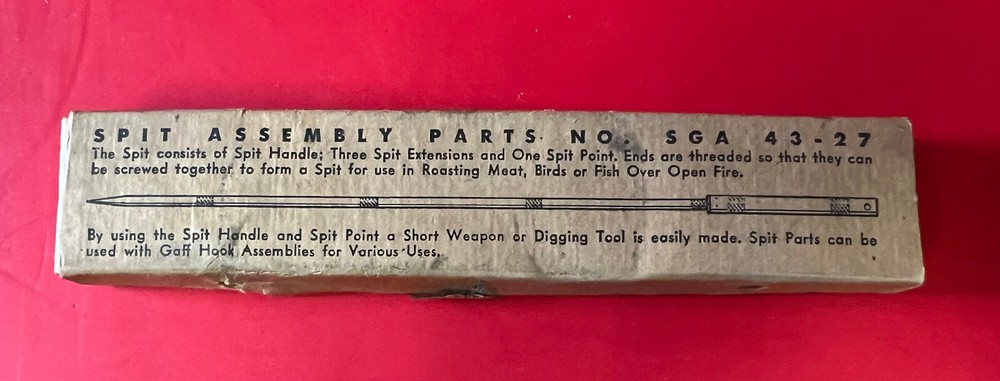 SPIT ASSEMBLY PARTS NO. SGA 43-27
The Spit consists of Spit Handle; Three Spit Extensions and One Spit Point. Ends are threaded so that they can
be screwed together to form a Spit for use in Roasting Meat, Birds or Fish Over Open Fire.
By using the Spit Handle and Spit Point a Short Weapon or Digging Tool is easily made. Spit Parts can be
used with Gaff Hook Assemblies for Various Uses.